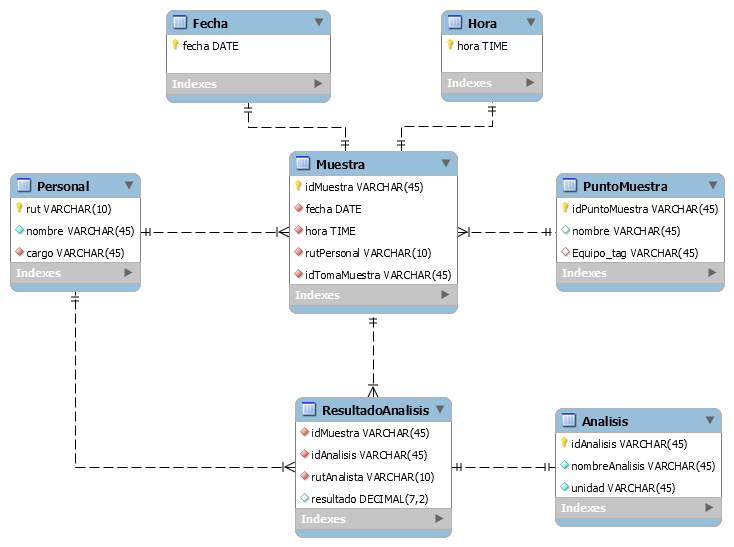 Fecha
fecha DATE
Indexes
Hora
hora TIME
Indexes
Personal
rut VARCHAR(10)
nombre VARCHAR(45)
cargo VARCHAR(45)
Indexes
Muestra
idMuestra VARCHAR(45)
fecha DATE
hora TIME
rutPersonal VARCHAR(10)
idTomaMuestra VARCHAR(45)
Indexes
PuntoMuestra
idPuntoMuestra VARCHAR(45)
nombre VARCHAR(45)
Equipo_tag VARCHAR(45)
Indexes
ResultadoAnalisis
idMuestra VARCHAR(45)
idAnalisis VARCHAR(45)
rutAnalista VARCHAR(10)
resultado DECIMAL(7,2)
Indexes
Analisis
idAnalisis VARCHAR(45)
nombreAnalisis VARCHAR(45)
unidad VARCHAR(45)
Indexes